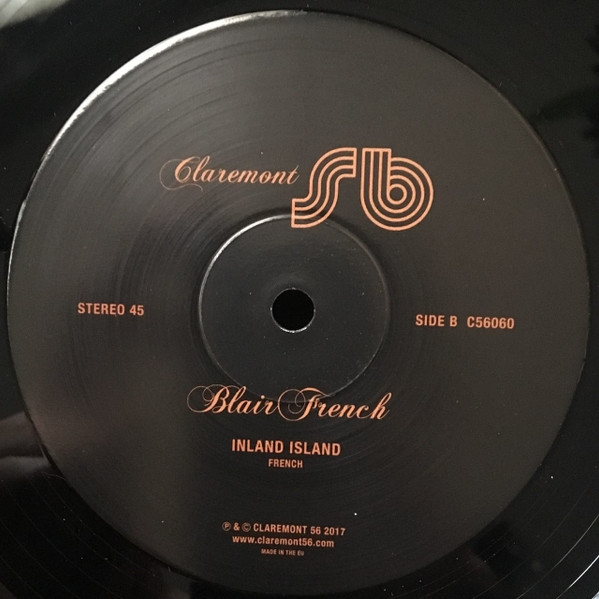 Claremont 56
STEREO 45
SIDE B C56060
Blair French
INLAND ISLAND
FRENCH
℗ & © CLAREMONT 56 2017
www.claremont56.com
MADE IN THE EU